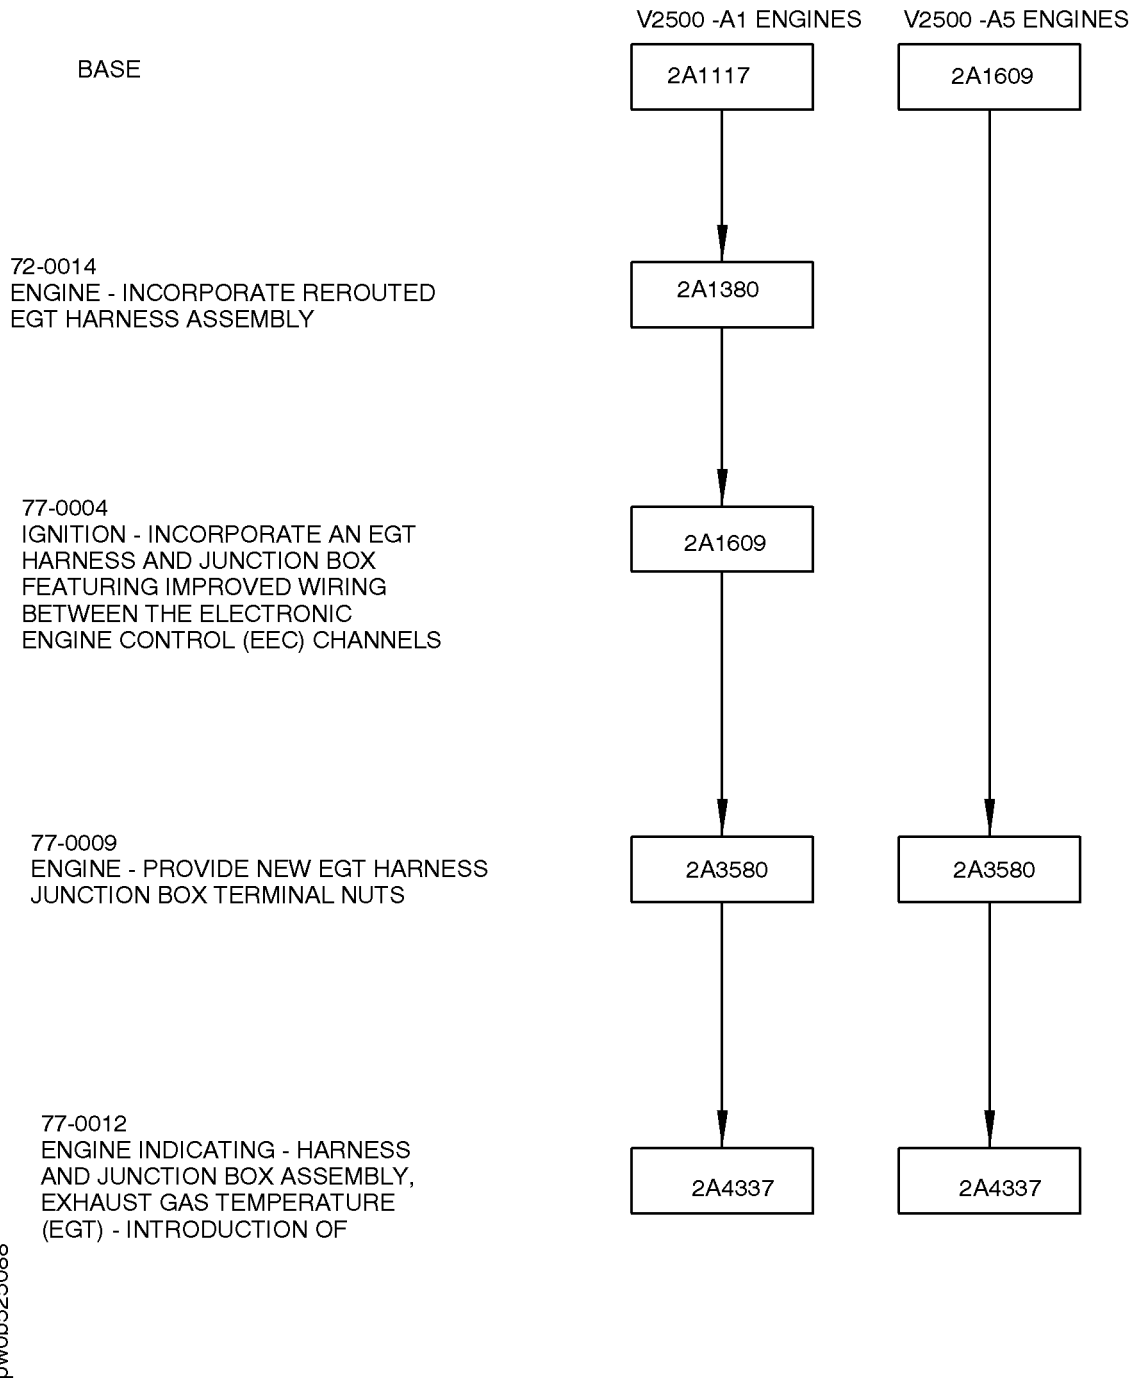 V2500 -A1 ENGINES
V2500 -A5 ENGINES
BASE
2A1117
2A1609
72-0014
ENGINE - INCORPORATE REROUTED
EGT HARNESS ASSEMBLY
2A1380
77-0004
IGNITION - INCORPORATE AN EGT
HARNESS AND JUNCTION BOX
FEATURING IMPROVED WIRING
BETWEEN THE ELECTRONIC
ENGINE CONTROL (EEC) CHANNELS
2A1609
77-0009
ENGINE - PROVIDE NEW EGT HARNESS
JUNCTION BOX TERMINAL NUTS
2A3580
2A3580
77-0012
ENGINE INDICATING - HARNESS
AND JUNCTION BOX ASSEMBLY,
EXHAUST GAS TEMPERATURE
(EGT) - INTRODUCTION OF
2A4337
2A4337